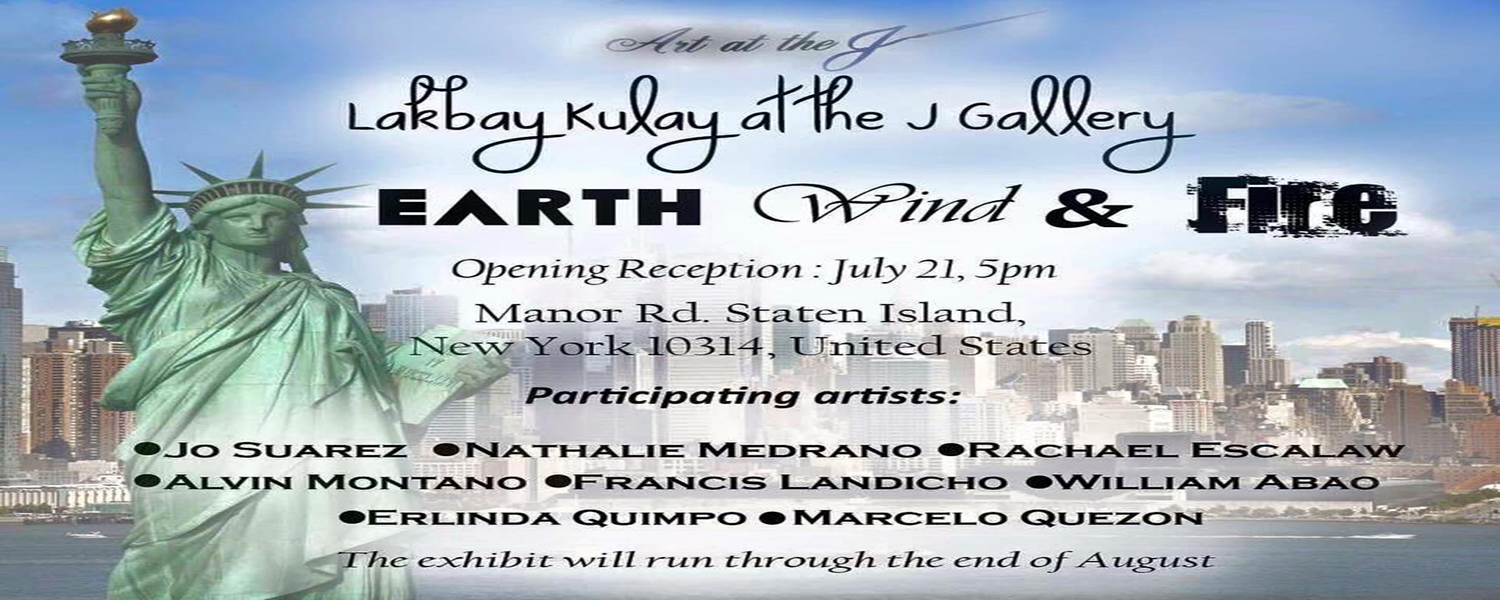 Art at the J
Lakbay Kulay at the J Gallery
EARTH Wind & Fire
Opening Reception : July 21, 5pm
Manor Rd. Staten Island,
New York 10314, United States
Participating artists:
●JO SUAREZ ●NATHALIE MEDRANO ●RACHAEL ESCALAW
●ALVIN MONTANO ●FRANCIS LANDICHO ●WILLIAM ABAO
●ERLINDA QUIMPO ●MARCELO QUEZON
The exhibit will run through the end of August